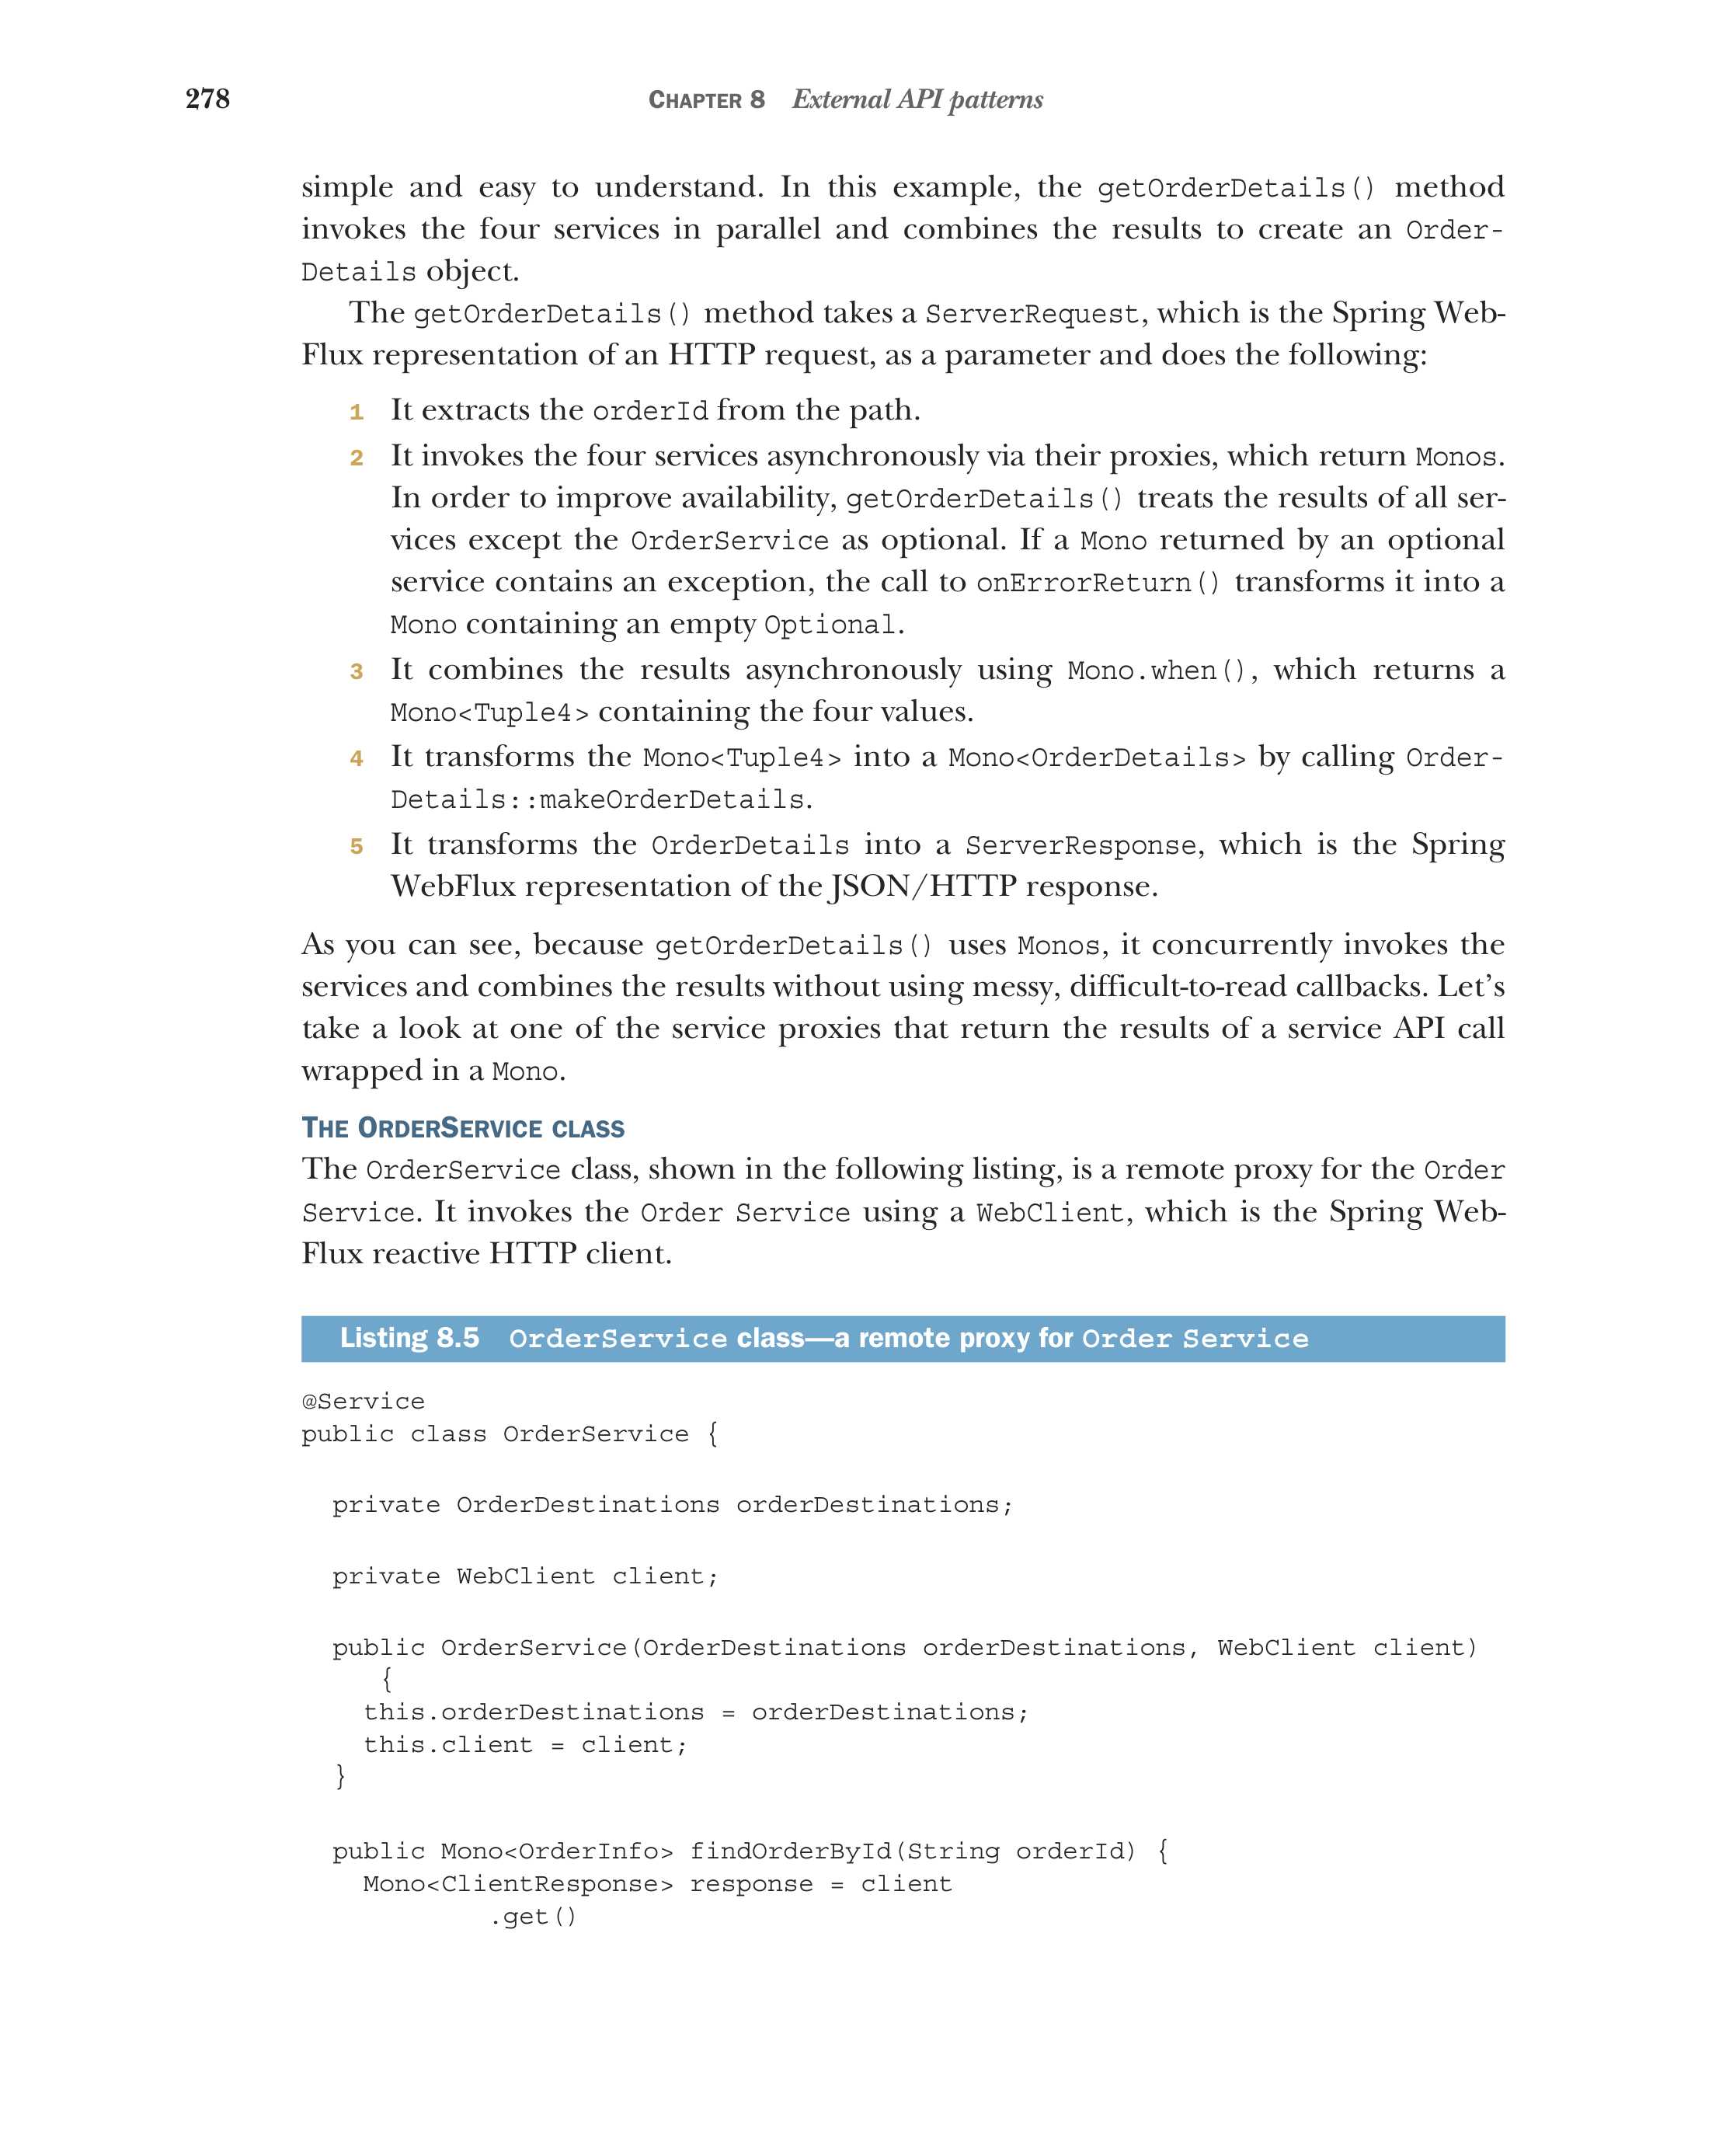 278
CHAPTER 8 External API patterns
simple and easy to understand. In this example, the getOrderDetails() method
invokes the four services in parallel and combines the results to create an Order-
Details object.
The getOrderDetails() method takes a ServerRequest, which is the Spring Web-
Flux representation of an HTTP request, as a parameter and does the following:
1 It extracts the orderId from the path.
2 It invokes the four services asynchronously via their proxies, which return Monos.
In order to improve availability, getOrderDetails() treats the results of all ser-
vices except the OrderService as optional. If a Mono returned by an optional
service contains an exception, the call to onErrorReturn() transforms it into a
Mono containing an empty Optional.
3 It combines the results asynchronously using Mono.when(), which returns a
Mono<Tuple4> containing the four values.
4 It transforms the Mono<Tuple4> into a Mono<OrderDetails> by calling Order-
Details::makeOrderDetails.
5 It transforms the OrderDetails into a ServerResponse, which is the Spring
WebFlux representation of the JSON/HTTP response.
As you can see, because getOrderDetails() uses Monos, it concurrently invokes the
services and combines the results without using messy, difficult-to-read callbacks. Let’s
take a look at one of the service proxies that return the results of a service API call
wrapped in a Mono.
THE ORDERSERVICE CLASS
The OrderService class, shown in the following listing, is a remote proxy for the Order
Service. It invokes the Order Service using a WebClient, which is the Spring Web-
Flux reactive HTTP client.
Listing 8.5 OrderService class—a remote proxy for Order Service
@Service
public class OrderService {
private OrderDestinations orderDestinations;
private WebClient client;
public OrderService(OrderDestinations orderDestinations, WebClient client)
{
this.orderDestinations = orderDestinations;
this.client = client;
}
public Mono<OrderInfo> findOrderById(String orderId) {
Mono<ClientResponse> response = client
.get()